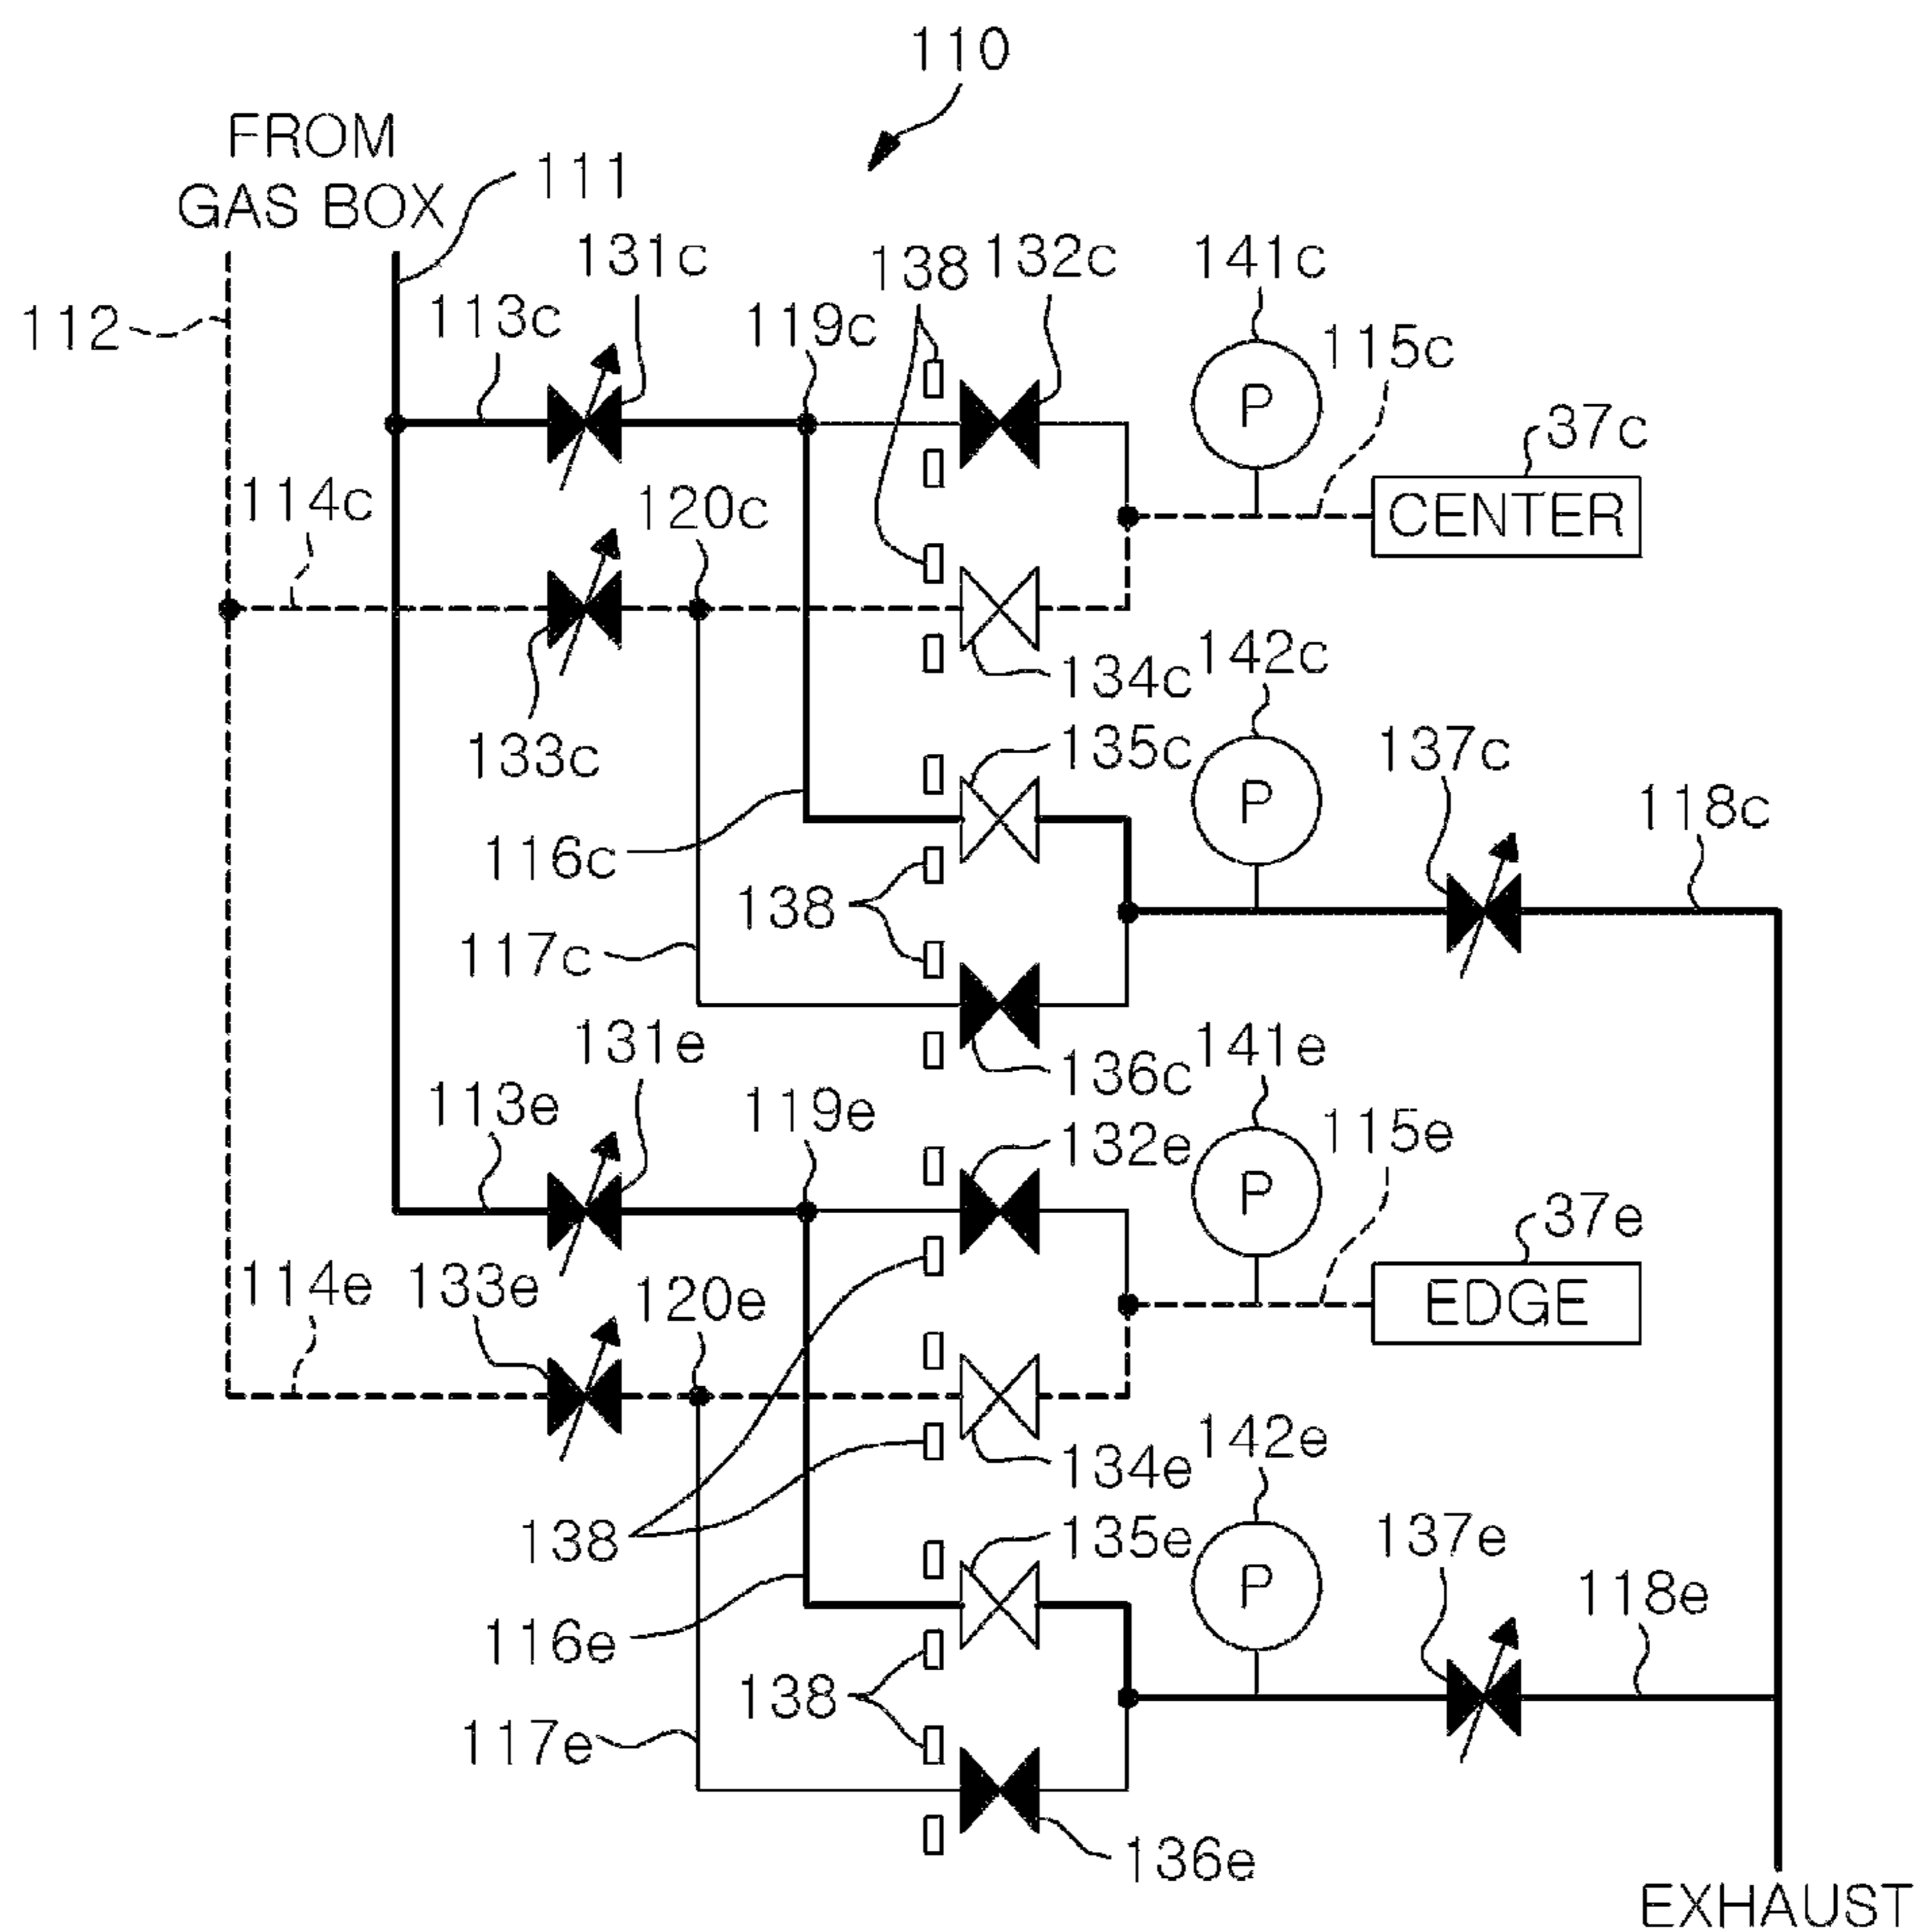 110
FROM
GAS BOX
111
131c
138
132c
141c
112
113c
119c
115c
P
37c
114c
120c
CENTER
142c
134c
133c
135c
137c
118c
P
116c
138
117c
131e
136c
141e
113e
119e
132e
115e
P
37e
114e
133e
120e
EDGE
142e
134e
138
135e
137e
118e
P
116e
138
117e
136e
EXHAUST